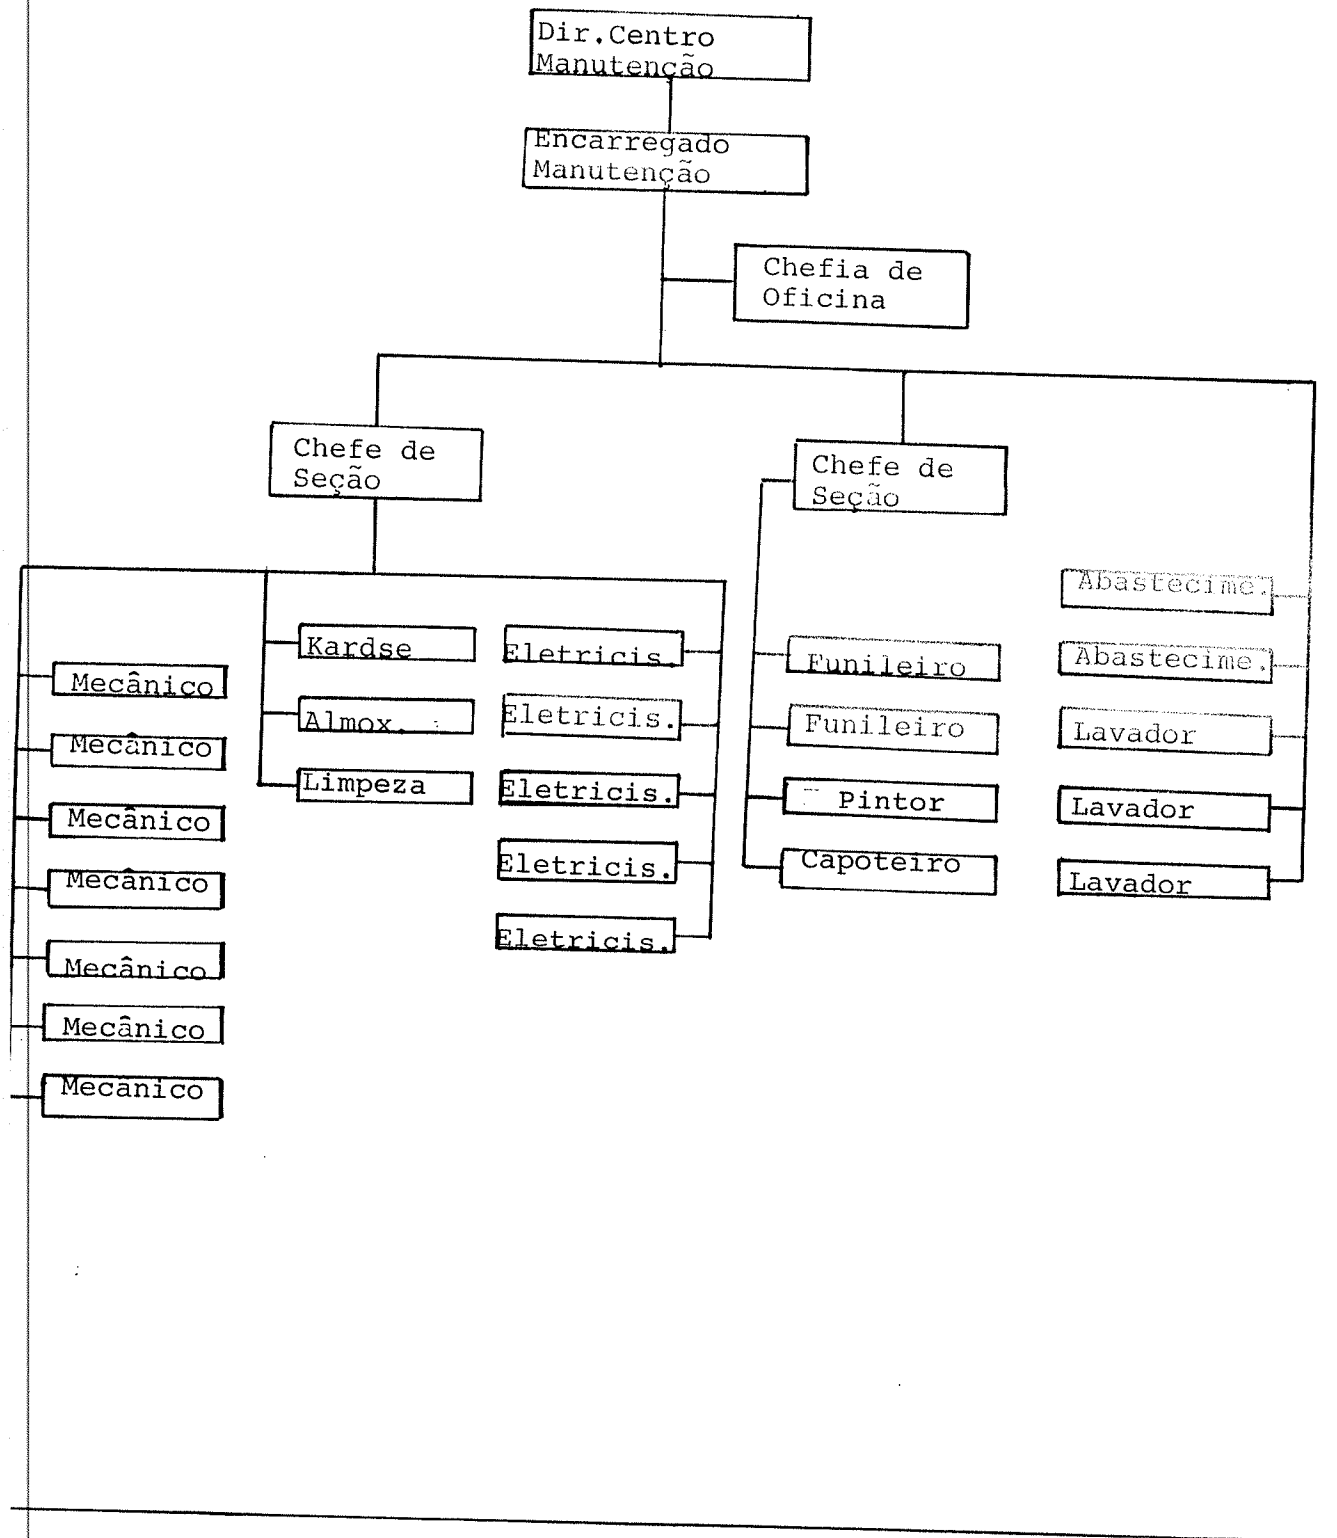 Dir.Centro
Manutenção
Encarregado
Manutenção
Chefia de
Oficina
Chefe de
Seção
Chefe de
Seção
Mecânico
Mecânico
Mecânico
Mecânico
Mecânico
Mecânico
Mecânico
Kardse
Almox.
Limpeza
Eletricis.
Eletricis.
Eletricis.
Eletricis.
Eletricis.
Funileiro
Funileiro
Pintor
Capoteiro
Abastecime.
Abastecime.
Lavador
Lavador
Lavador